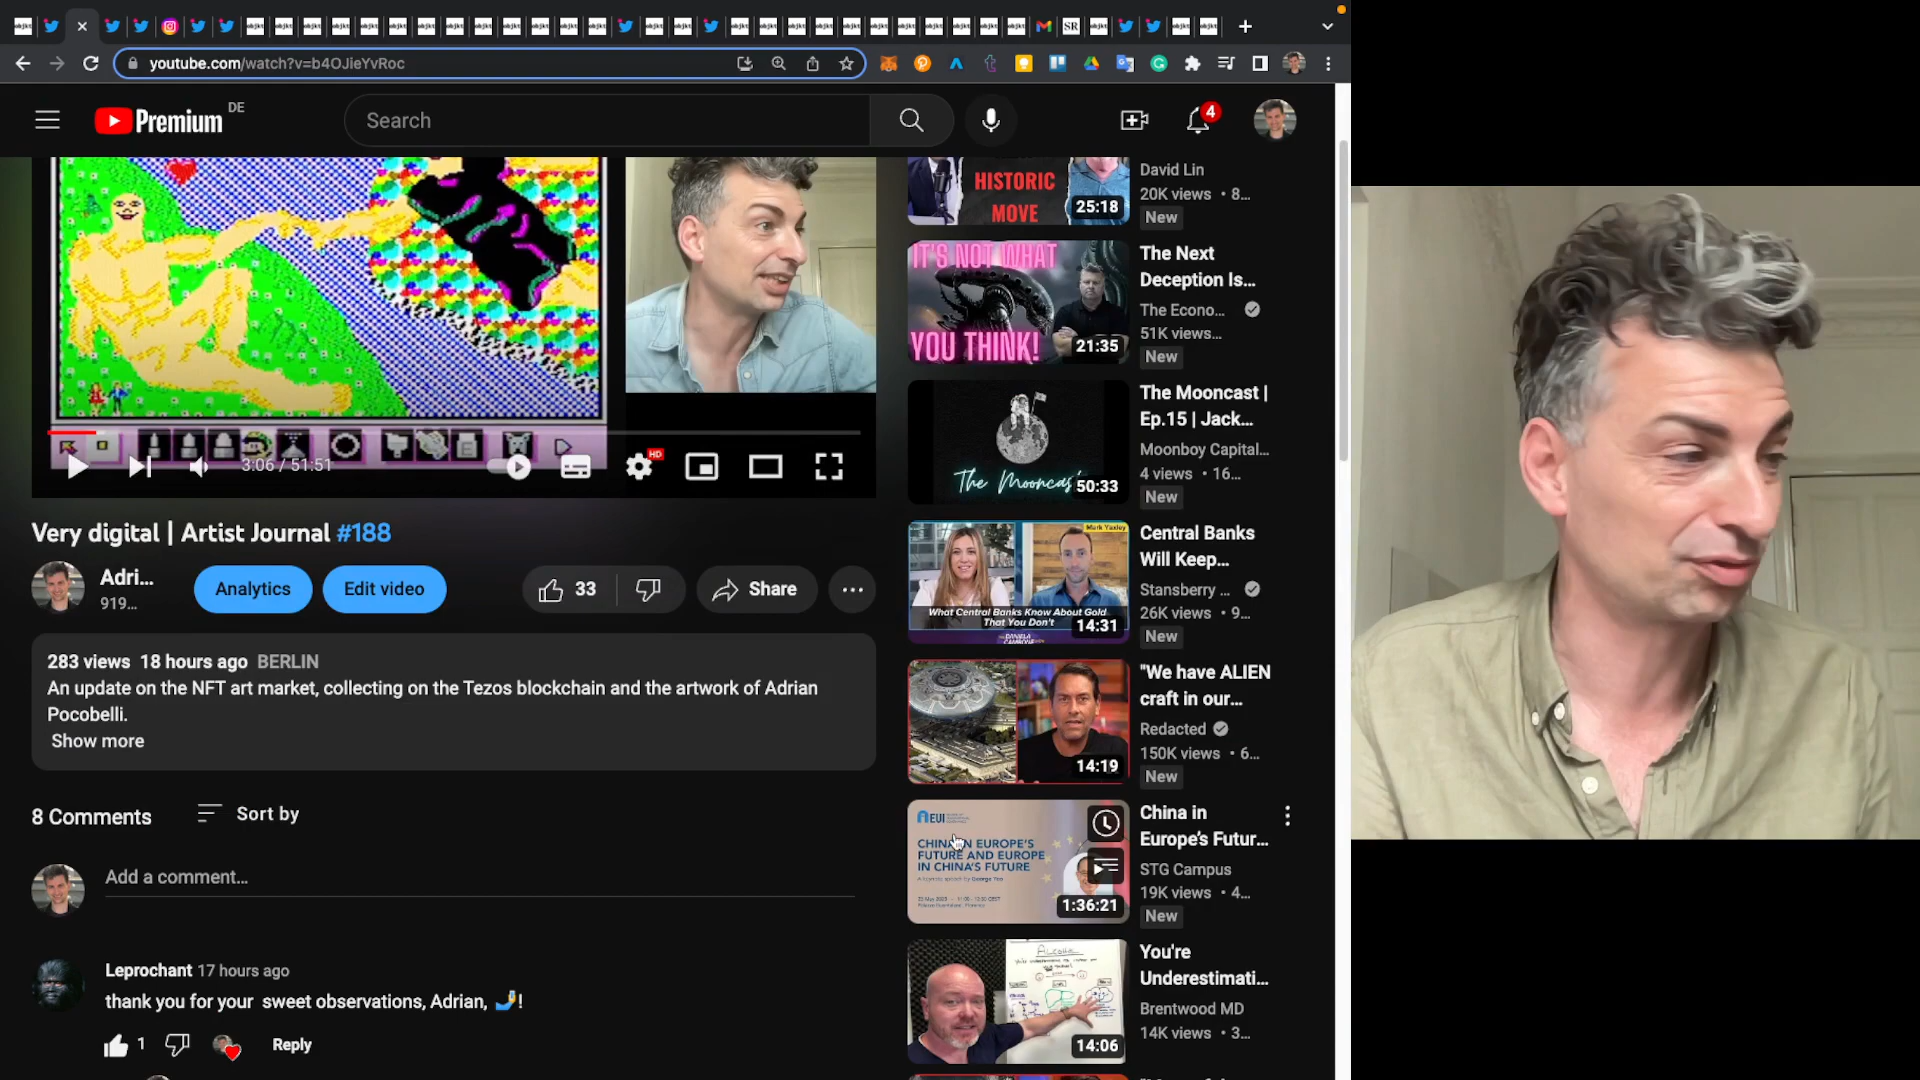 youtube.com/watch?v=b4OJieYvRoc
Premium
DE
Search
4
HISTORIC
MOVE
25:18
David Lin
20K views • 8...
New
IT'S NOT WHAT
YOU THINK!
21:35
The Next
Deception Is...
The Econo...
51K views...
New
The Mooncas
50:33
The Mooncast |
Ep.15 | Jack...
Moonboy Capital...
4 views • 16...
New
Mark Yaxley
What Central Banks Know About Gold
That You Don't
14:31
Central Banks
Will Keep...
Stansberry ...
26K views • 9...
New
14:19
"We have ALIEN
craft in our...
Redacted
150K views • 6...
New
EUI
CHINA IN EUROPE'S
FUTURE AND EUROPE
IN CHINA'S FUTURE
1:36:21
China in
Europe's Futur...
STG Campus
19K views • 4...
New
ALCOHOL
14:06
You're
Underestimati...
Brentwood MD
14K views • 3...
3:06 / 51:51
HD
Very digital | Artist Journal #188
Adri...
919...
Analytics
Edit video
33
Share
283 views 18 hours ago BERLIN
An update on the NFT art market, collecting on the Tezos blockchain and the artwork of Adrian
Pocobelli.
Show more
8 Comments
Sort by
Add a comment...
Leprochant 17 hours ago
thank you for your sweet observations, Adrian, 🤳!
1
Reply